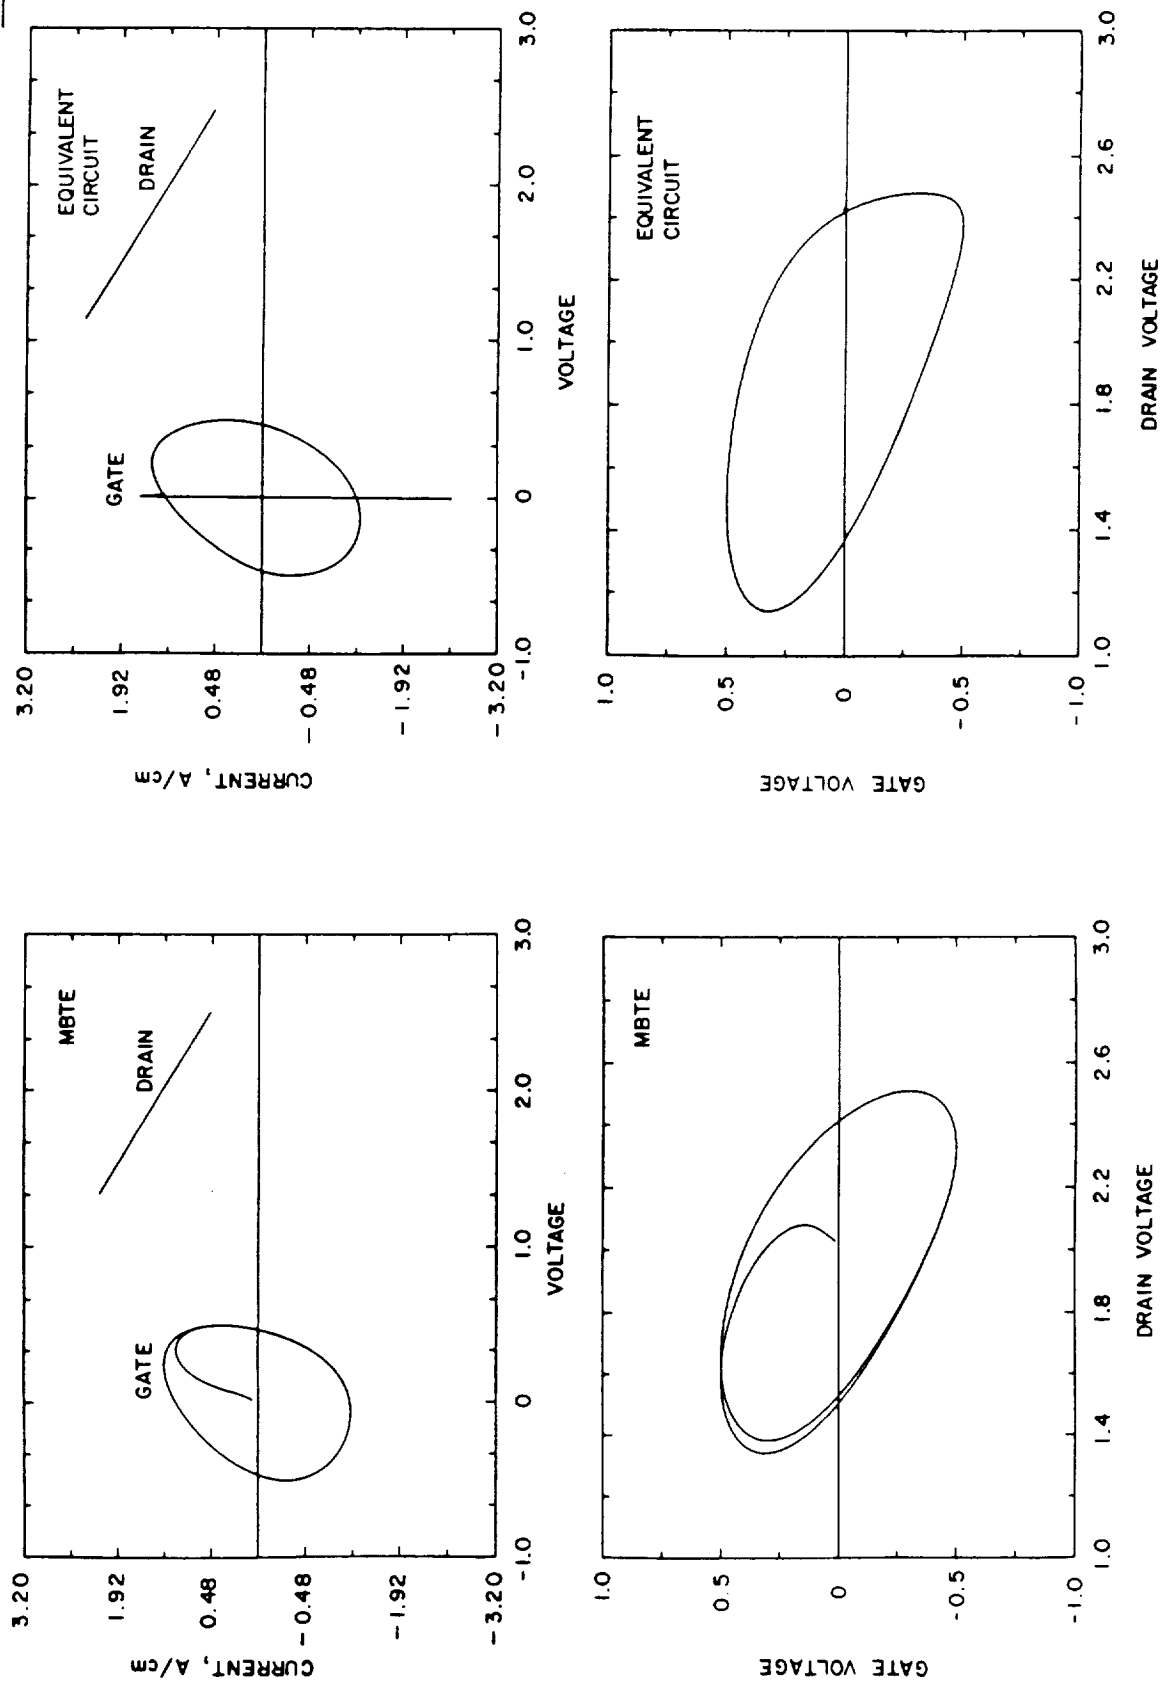 CURRENT, A/cm
3.20
1.92
0.48
-0.48
-1.92
-3.20
MBTE
GATE
DRAIN
-1.0
0
1.0
2.0
3.0
VOLTAGE
CURRENT, A/cm
3.20
1.92
0.48
-0.48
-1.92
-3.20
EQUIVALENT
CIRCUIT
GATE
DRAIN
-1.0
0
1.0
2.0
3.0
VOLTAGE
GATE VOLTAGE
1.0
0.5
0
-0.5
-1.0
MBTE
1.0
1.4
1.8
2.2
2.6
3.0
DRAIN VOLTAGE
GATE VOLTAGE
1.0
0.5
0
-0.5
-1.0
EQUIVALENT
CIRCUIT
1.0
1.4
1.8
2.2
2.6
3.0
DRAIN VOLTAGE